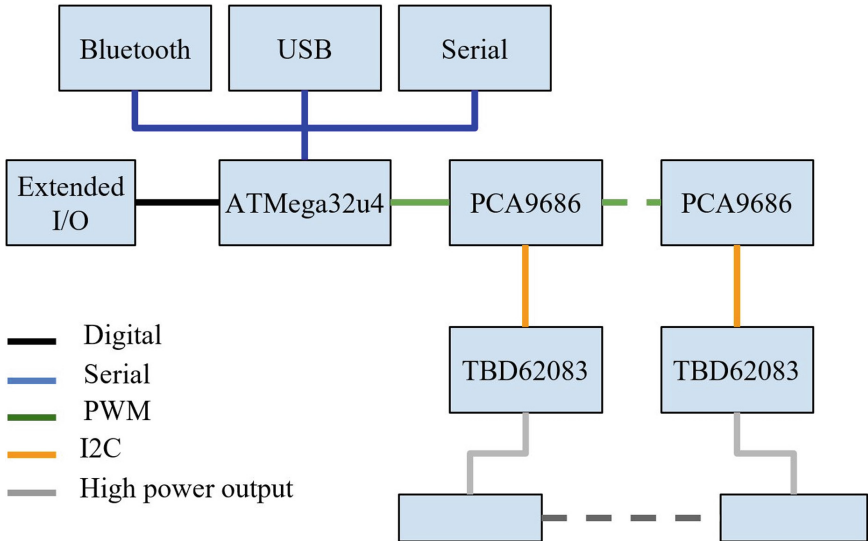 Bluetooth
USB
Serial
Extended
I/O
ATMega32u4
PCA9686
PCA9686
Digital
Serial
PWM
I2C
High power output
TBD62083
TBD62083